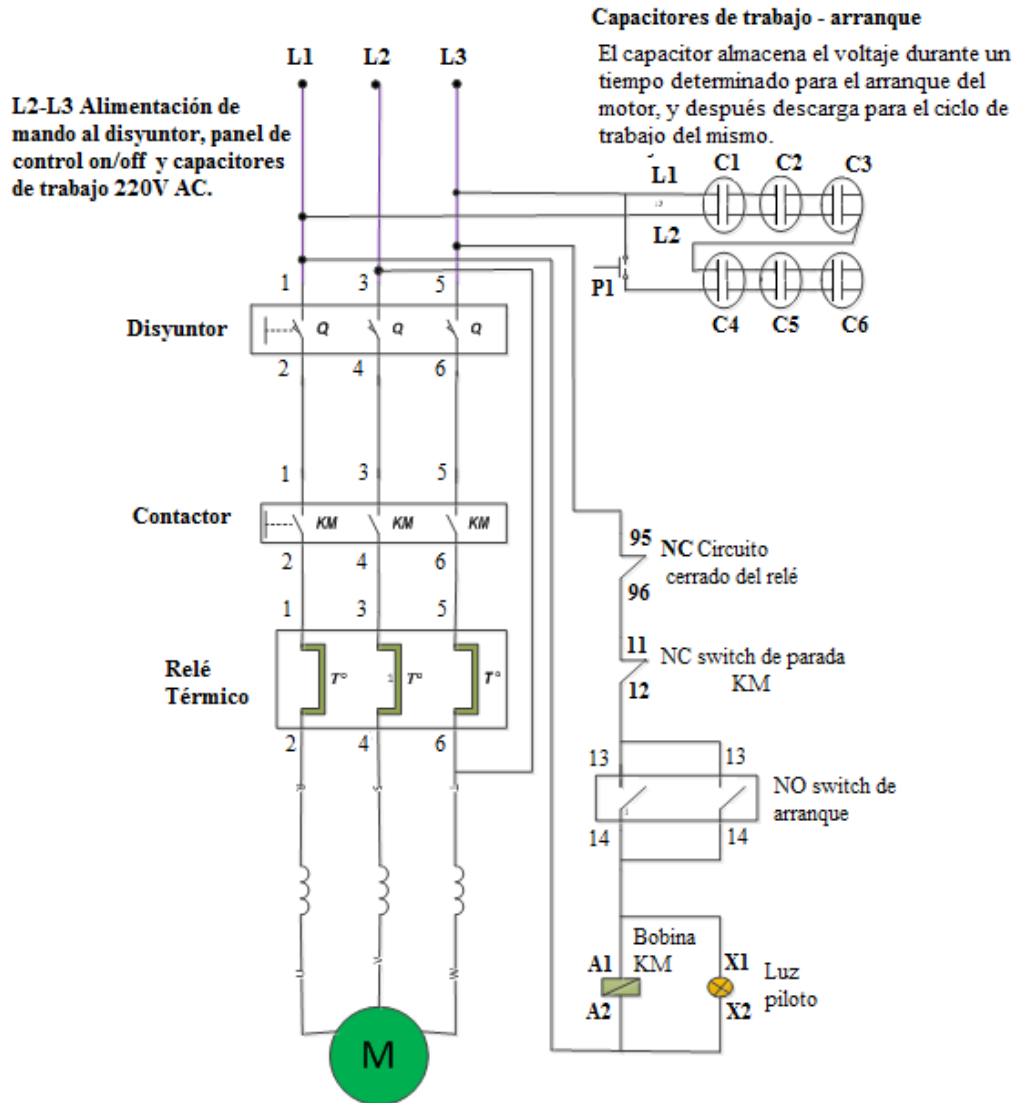 Capacitores de trabajo - arranque
El capacitor almacena el voltaje durante un
tiempo determinado para el arranque del
motor, y después descarga para el ciclo de
trabajo del mismo.
L1 L2 L3
L2-L3 Alimentación de
mando al disyuntor, panel de
control on/off y capacitores
de trabajo 220V AC.
L1 C1 C2 C3
L2
P1
C4 C5 C6
1 3 5
Disyuntor
Q Q Q
2 4 6
1 3 5
Contactor
KM KM KM
2 4 6
95
NC Circuito
cerrado del relé
96
1 3 5
11
NC switch de parada
KM
12
Relé
Térmico
T° T° T°
2 4 6
13 13
NO switch de
arranque
14 14
Bobina
KM
A1 X1
Luz
piloto
A2 X2
M